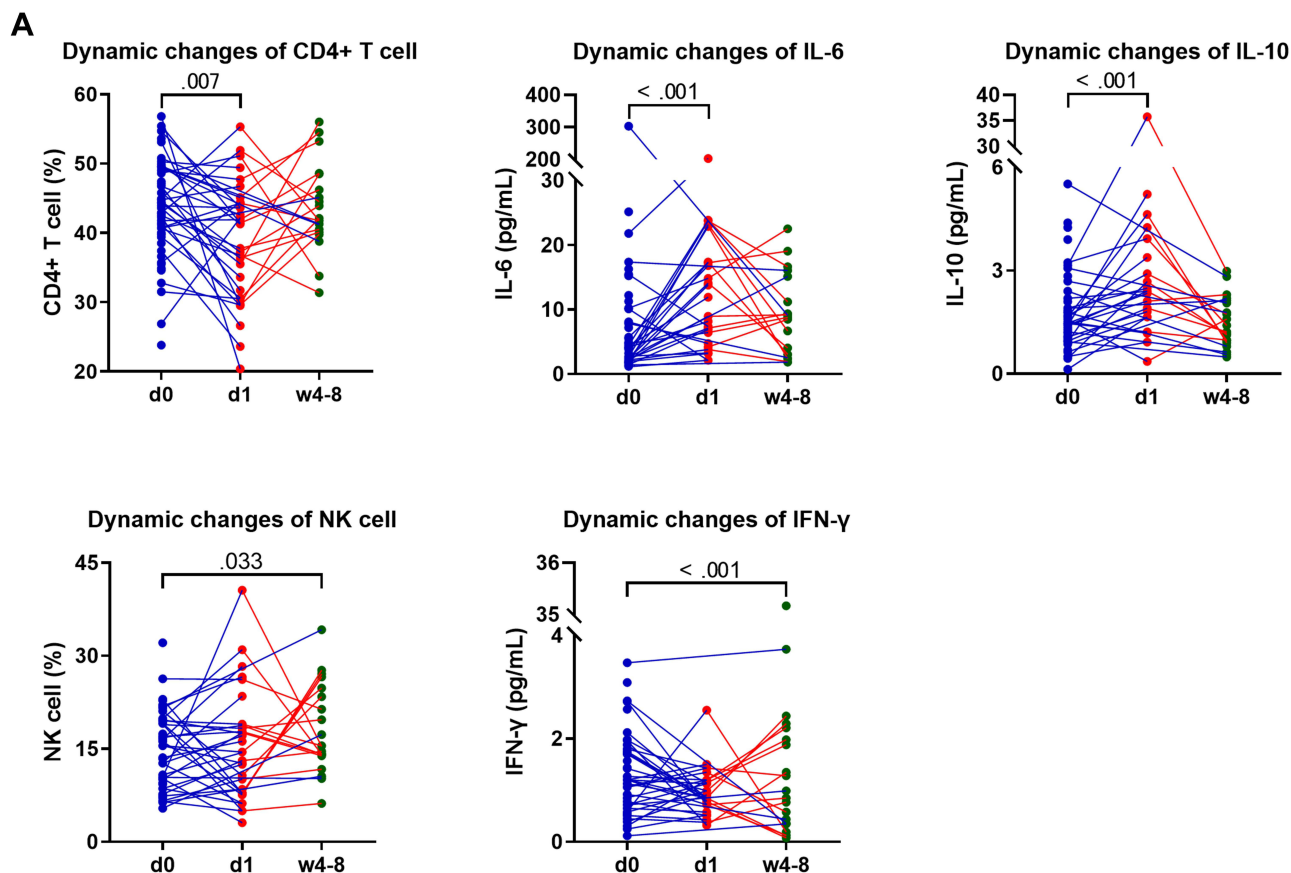 A
Dynamic changes of CD4+ T cell
.007
60
50
40
30
20
CD4+ T cell (%)
d0 d1 w4-8
Dynamic changes of IL-6
< .001
400
300
200
30
20
10
0
IL-6 (pg/mL)
d0 d1 w4-8
Dynamic changes of IL-10
< .001
40
35
30
6
3
0
IL-10 (pg/mL)
d0 d1 w4-8
Dynamic changes of NK cell
.033
45
30
15
0
NK cell (%)
d0 d1 w4-8
Dynamic changes of IFN-γ
< .001
36
35
4
2
0
IFN-γ (pg/mL)
d0 d1 w4-8